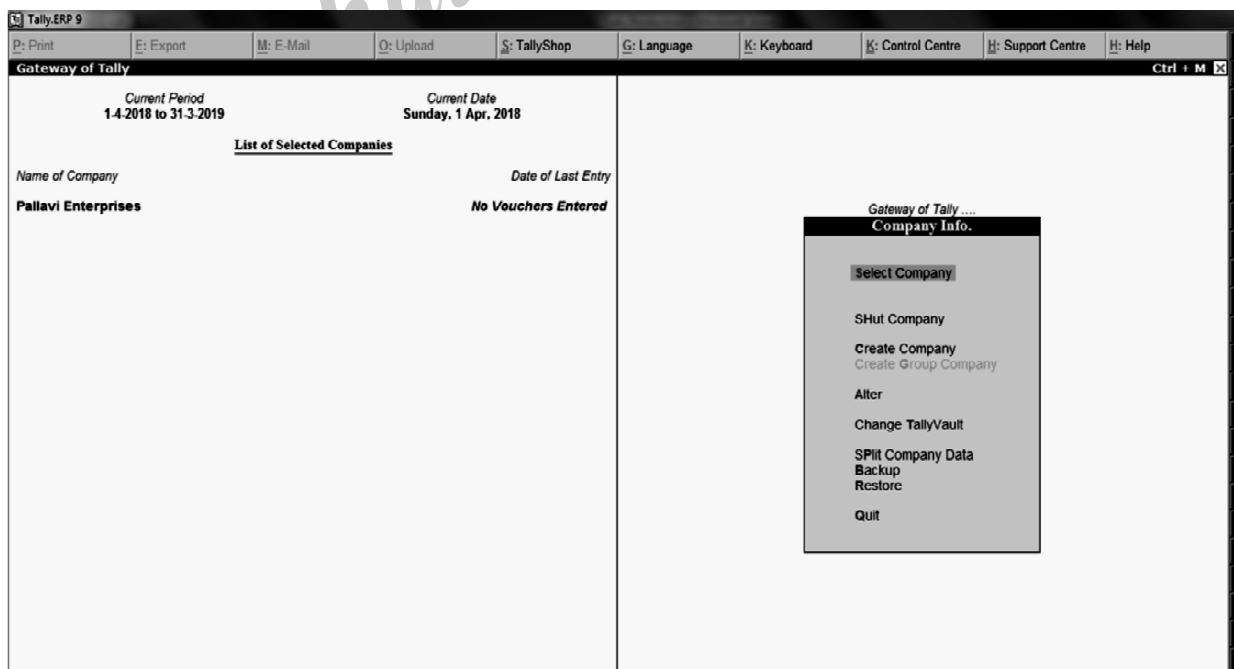 Tally.ERP 9
P: Print E: Export M: E-Mail O: Upload S: TallyShop G: Language K: Keyboard K: Control Centre H: Support Centre H: Help
Gateway of Tally Ctrl + M
Current Period Current Date
1-4-2018 to 31-3-2019 Sunday, 1 Apr, 2018
List of Selected Companies
Name of Company Date of Last Entry
Pallavi Enterprises No Vouchers Entered
Gateway of Tally ....
Company Info.
Select Company
SHut Company
Create Company
Create Group Company
Alter
Change TallyVault
SPlit Company Data
Backup
Restore
Quit